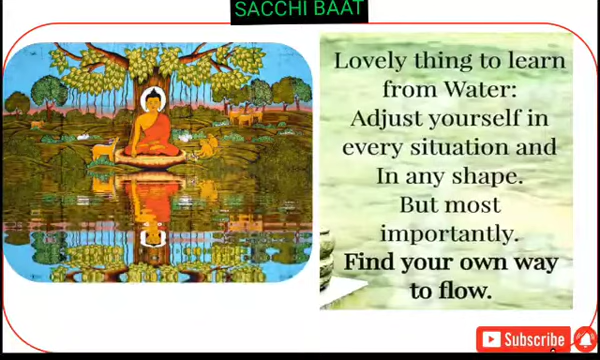 SACCHI BAAT
Lovely thing to learn
from Water:
Adjust yourself in
every situation and
In any shape.
But most
importantly.
Find your own way
to flow.
Subscribe